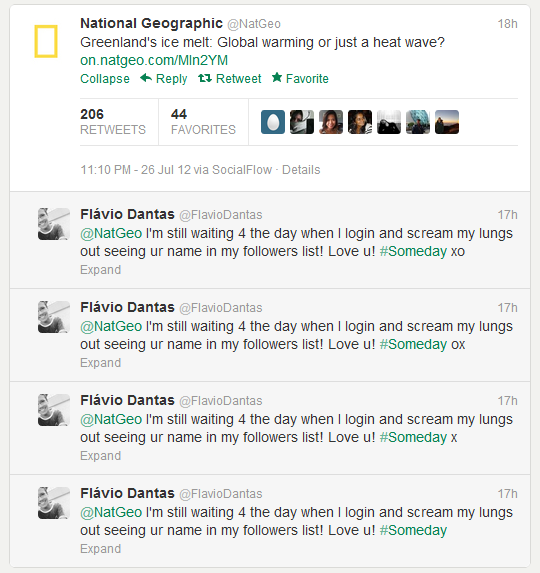 National Geographic @NatGeo 18h
Greenland's ice melt: Global warming or just a heat wave?
on.natgeo.com/Mln2YM
Collapse Reply Retweet Favorite
206 44
RETWEETS FAVORITES
11:10 PM - 26 Jul 12 via SocialFlow · Details
Flávio Dantas @FlavioDantas 17h
@NatGeo I'm still waiting 4 the day when I login and scream my lungs
out seeing ur name in my followers list! Love u! #Someday xo
Expand
Flávio Dantas @FlavioDantas 17h
@NatGeo I'm still waiting 4 the day when I login and scream my lungs
out seeing ur name in my followers list! Love u! #Someday ox
Expand
Flávio Dantas @FlavioDantas 17h
@NatGeo I'm still waiting 4 the day when I login and scream my lungs
out seeing ur name in my followers list! Love u! #Someday x
Expand
Flávio Dantas @FlavioDantas 17h
@NatGeo I'm still waiting 4 the day when I login and scream my lungs
out seeing ur name in my followers list! Love u! #Someday
Expand